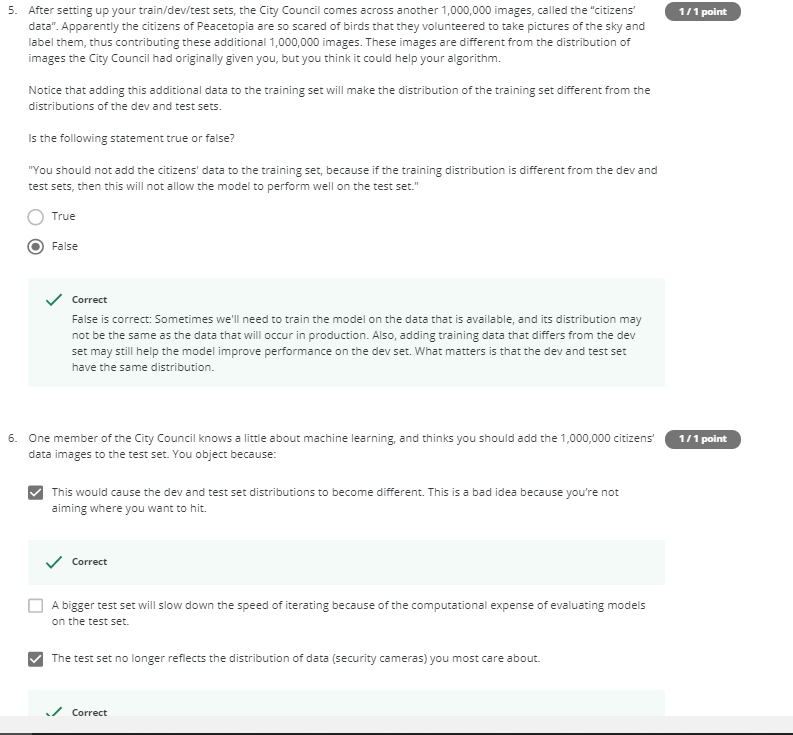 5. After setting up your train/dev/test sets, the City Council comes across another 1,000,000 images, called the “citizens’ 1 / 1 point
data”. Apparently the citizens of Peacetopia are so scared of birds that they volunteered to take pictures of the sky and
label them, thus contributing these additional 1,000,000 images. These images are different from the distribution of
images the City Council had originally given you, but you think it could help your algorithm.
Notice that adding this additional data to the training set will make the distribution of the training set different from the
distributions of the dev and test sets.
Is the following statement true or false?
"You should not add the citizens' data to the training set, because if the training distribution is different from the dev and
test sets, then this will not allow the model to perform well on the test set."
True
False
Correct
False is correct: Sometimes we'll need to train the model on the data that is available, and its distribution may
not be the same as the data that will occur in production. Also, adding training data that differs from the dev
set may still help the model improve performance on the dev set. What matters is that the dev and test set
have the same distribution.
6. One member of the City Council knows a little about machine learning, and thinks you should add the 1,000,000 citizens’ 1 / 1 point
data images to the test set. You object because:
This would cause the dev and test set distributions to become different. This is a bad idea because you’re not
aiming where you want to hit.
Correct
A bigger test set will slow down the speed of iterating because of the computational expense of evaluating models
on the test set.
The test set no longer reflects the distribution of data (security cameras) you most care about.
Correct